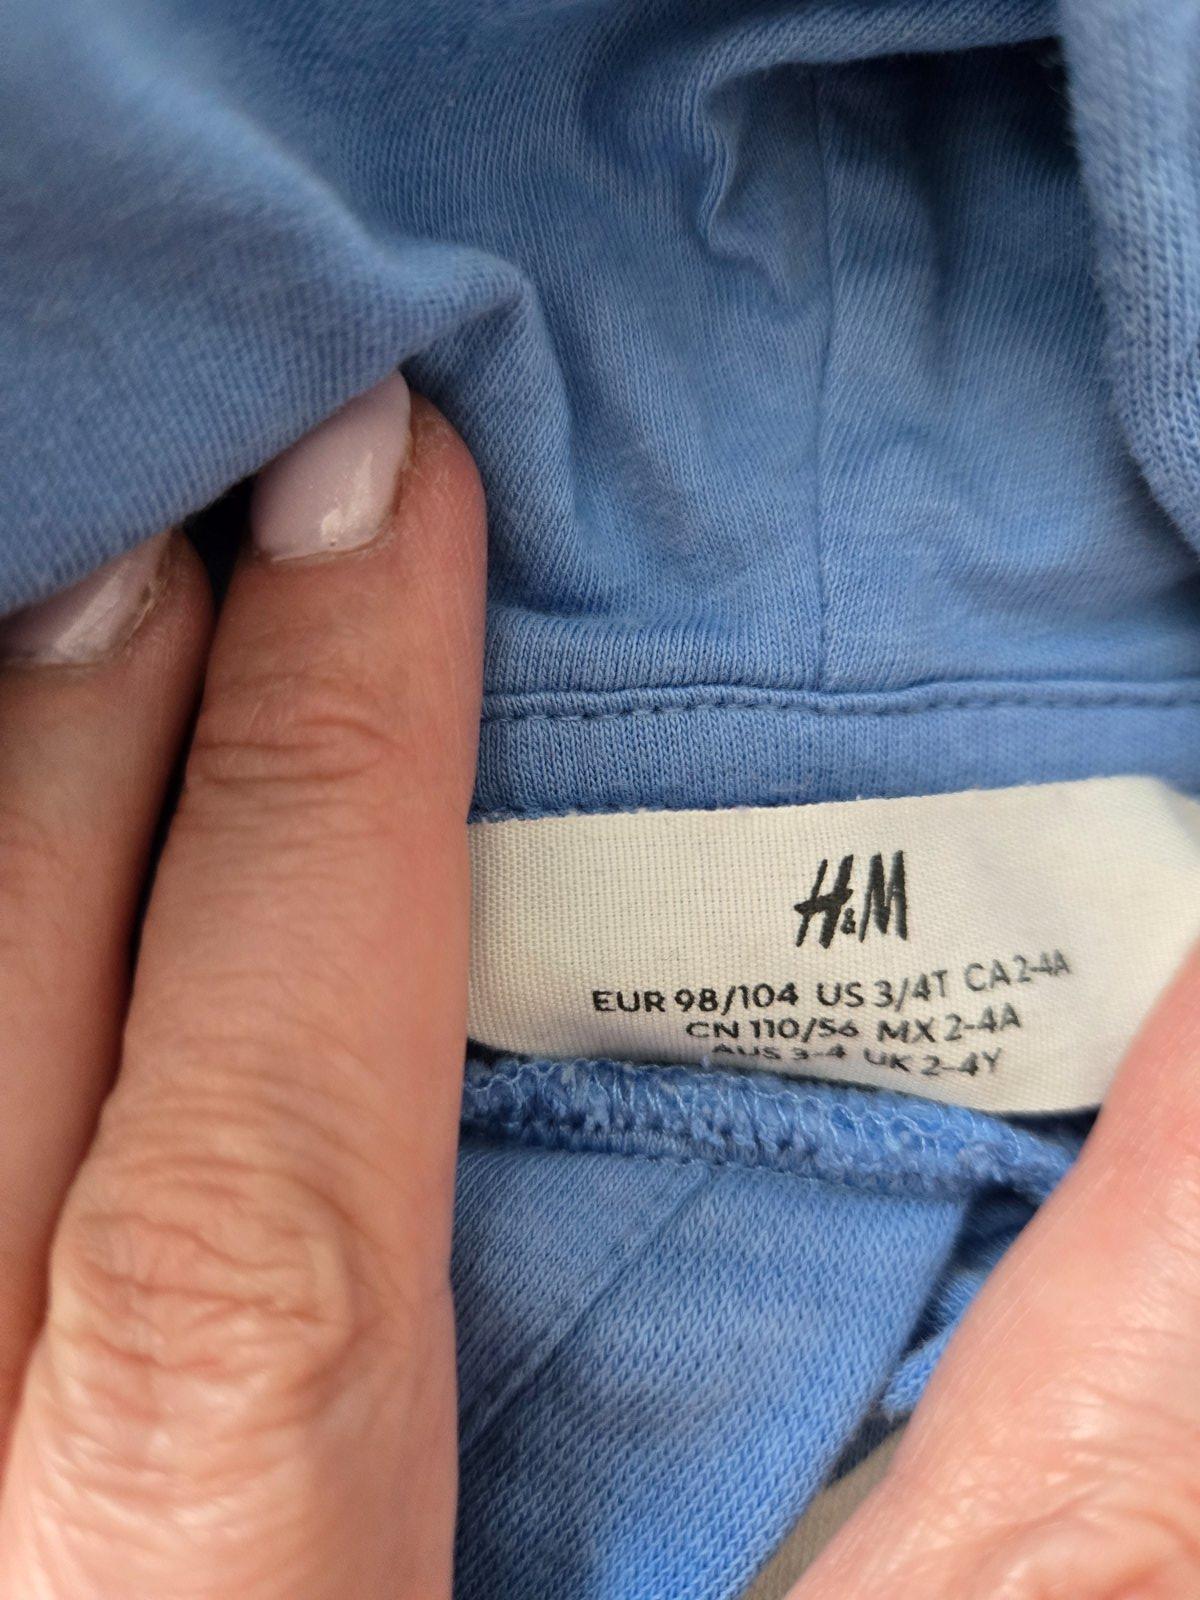 H&M
EUR 98/104 US 3/4T CA 2-4A
CN 110/56 MX 2-4A
AUS 3-4 UK 2-4Y